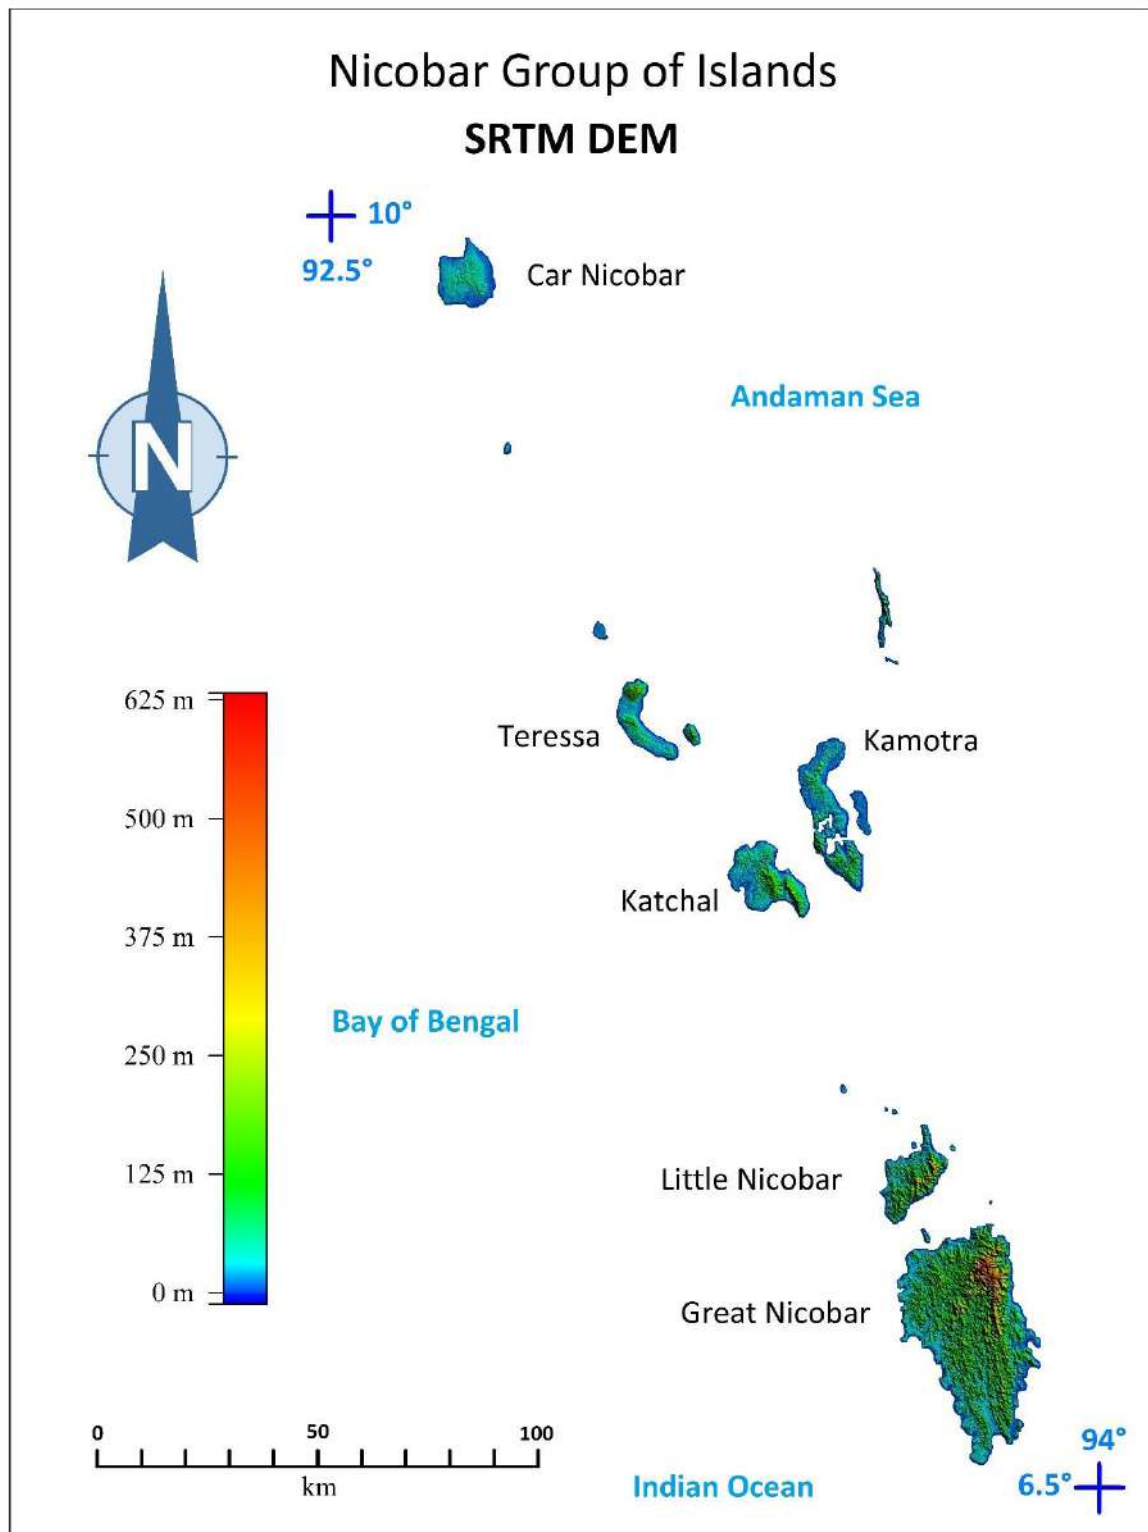 Nicobar Group of Islands
SRTM DEM
10°
92.5°
Car Nicobar
Andaman Sea
N
625 m
Teressa
Kamotra
500 m
Katchal
375 m
Bay of Bengal
250 m
125 m
Little Nicobar
0 m
Great Nicobar
0 50 100
km
94°
6.5°
Indian Ocean